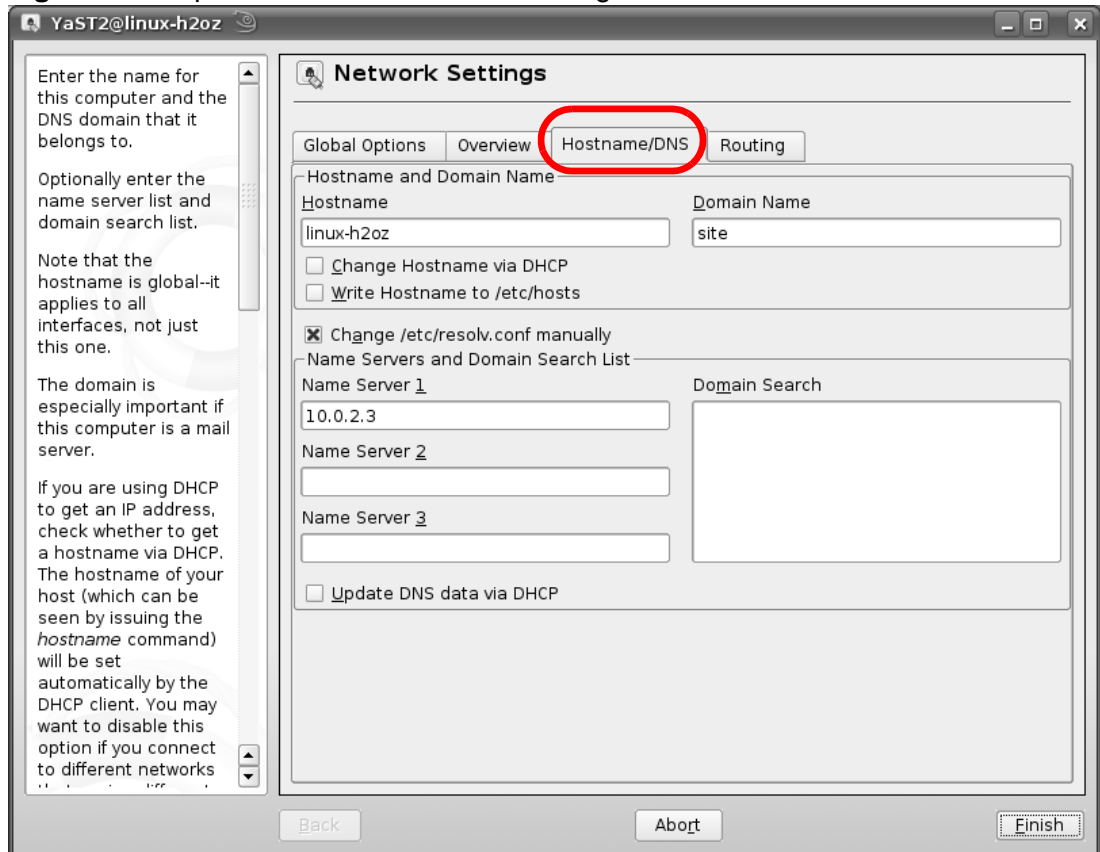 YaST2@linux-h2oz
Enter the name for
this computer and the
DNS domain that it
belongs to.
Optionally enter the
name server list and
domain search list.
Note that the
hostname is global--it
applies to all
interfaces, not just
this one.
The domain is
especially important if
this computer is a mail
server.
If you are using DHCP
to get an IP address,
check whether to get
a hostname via DHCP.
The hostname of your
host (which can be
seen by issuing the
hostname command)
will be set
automatically by the
DHCP client. You may
want to disable this
option if you connect
to different networks
Network Settings
Global Options Overview Hostname/DNS Routing
Hostname and Domain Name
Hostname Domain Name
linux-h2oz site
Change Hostname via DHCP
Write Hostname to /etc/hosts
Change /etc/resolv.conf manually
Name Servers and Domain Search List
Name Server 1 Domain Search
10.0.2.3
Name Server 2
Name Server 3
Update DNS data via DHCP
Back Abort Finish